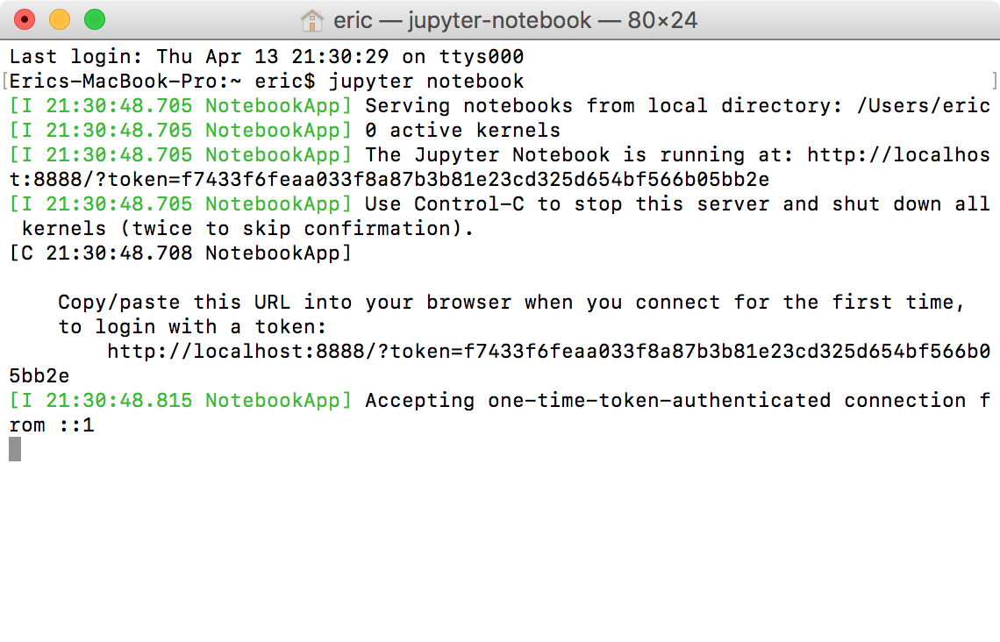 eric — jupyter-notebook — 80×24
Last login: Thu Apr 13 21:30:29 on ttys000
[Erics-MacBook-Pro:~ eric$ jupyter notebook ]
[I 21:30:48.705 NotebookApp] Serving notebooks from local directory: /Users/eric
[I 21:30:48.705 NotebookApp] 0 active kernels
[I 21:30:48.705 NotebookApp] The Jupyter Notebook is running at: http://localhos
t:8888/?token=f7433f6feaa033f8a87b3b81e23cd325d654bf566b05bb2e
[I 21:30:48.705 NotebookApp] Use Control-C to stop this server and shut down all
kernels (twice to skip confirmation).
[C 21:30:48.708 NotebookApp]
Copy/paste this URL into your browser when you connect for the first time,
to login with a token:
http://localhost:8888/?token=f7433f6feaa033f8a87b3b81e23cd325d654bf566b0
5bb2e
[I 21:30:48.815 NotebookApp] Accepting one-time-token-authenticated connection f
rom ::1